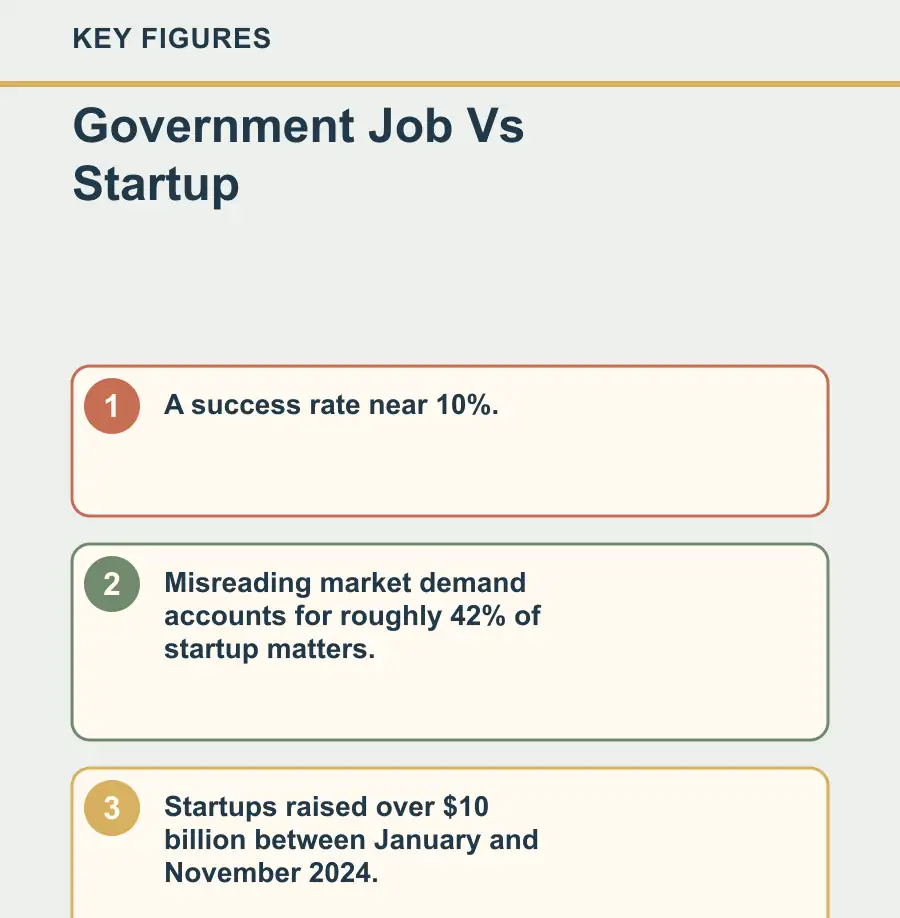 KEY FIGURES
Government Job Vs
Startup
1
A success rate near 10%.
2
Misreading market demand
accounts for roughly 42% of
startup matters.
3
Startups raised over $10
billion between January and
November 2024.